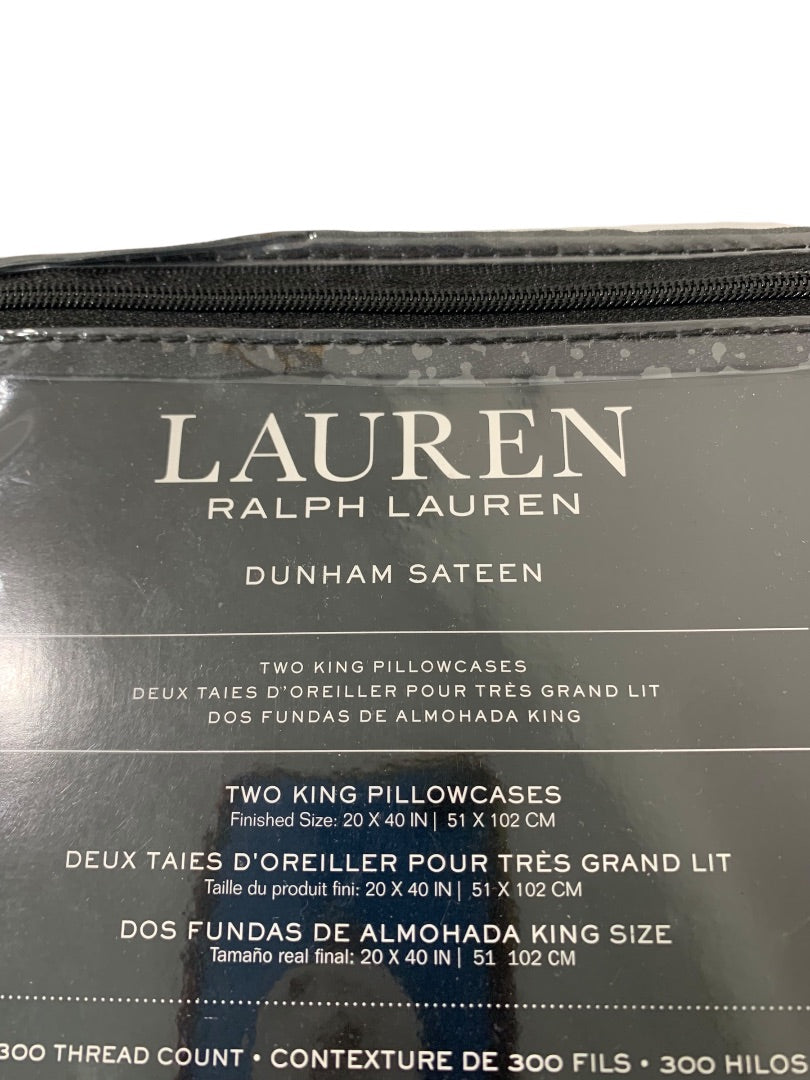 LAUREN
RALPH LAUREN
DUNHAM SATEEN
TWO KING PILLOWCASES
DEUX TAIES D'OREILLER POUR TRÈS GRAND LIT
DOS FUNDAS DE ALMOHADA KING
TWO KING PILLOWCASES
Finished Size: 20 X 40 IN | 51 X 102 CM
DEUX TAIES D'OREILLER POUR TRÈS GRAND LIT
Taille du produit fini: 20 X 40 IN | 51 X 102 CM
DOS FUNDAS DE ALMOHADA KING SIZE
Tamaño real final: 20 X 40 IN | 51 102 CM
300 THREAD COUNT • CONTEXTURE DE 300 FILS • 300 HILOS